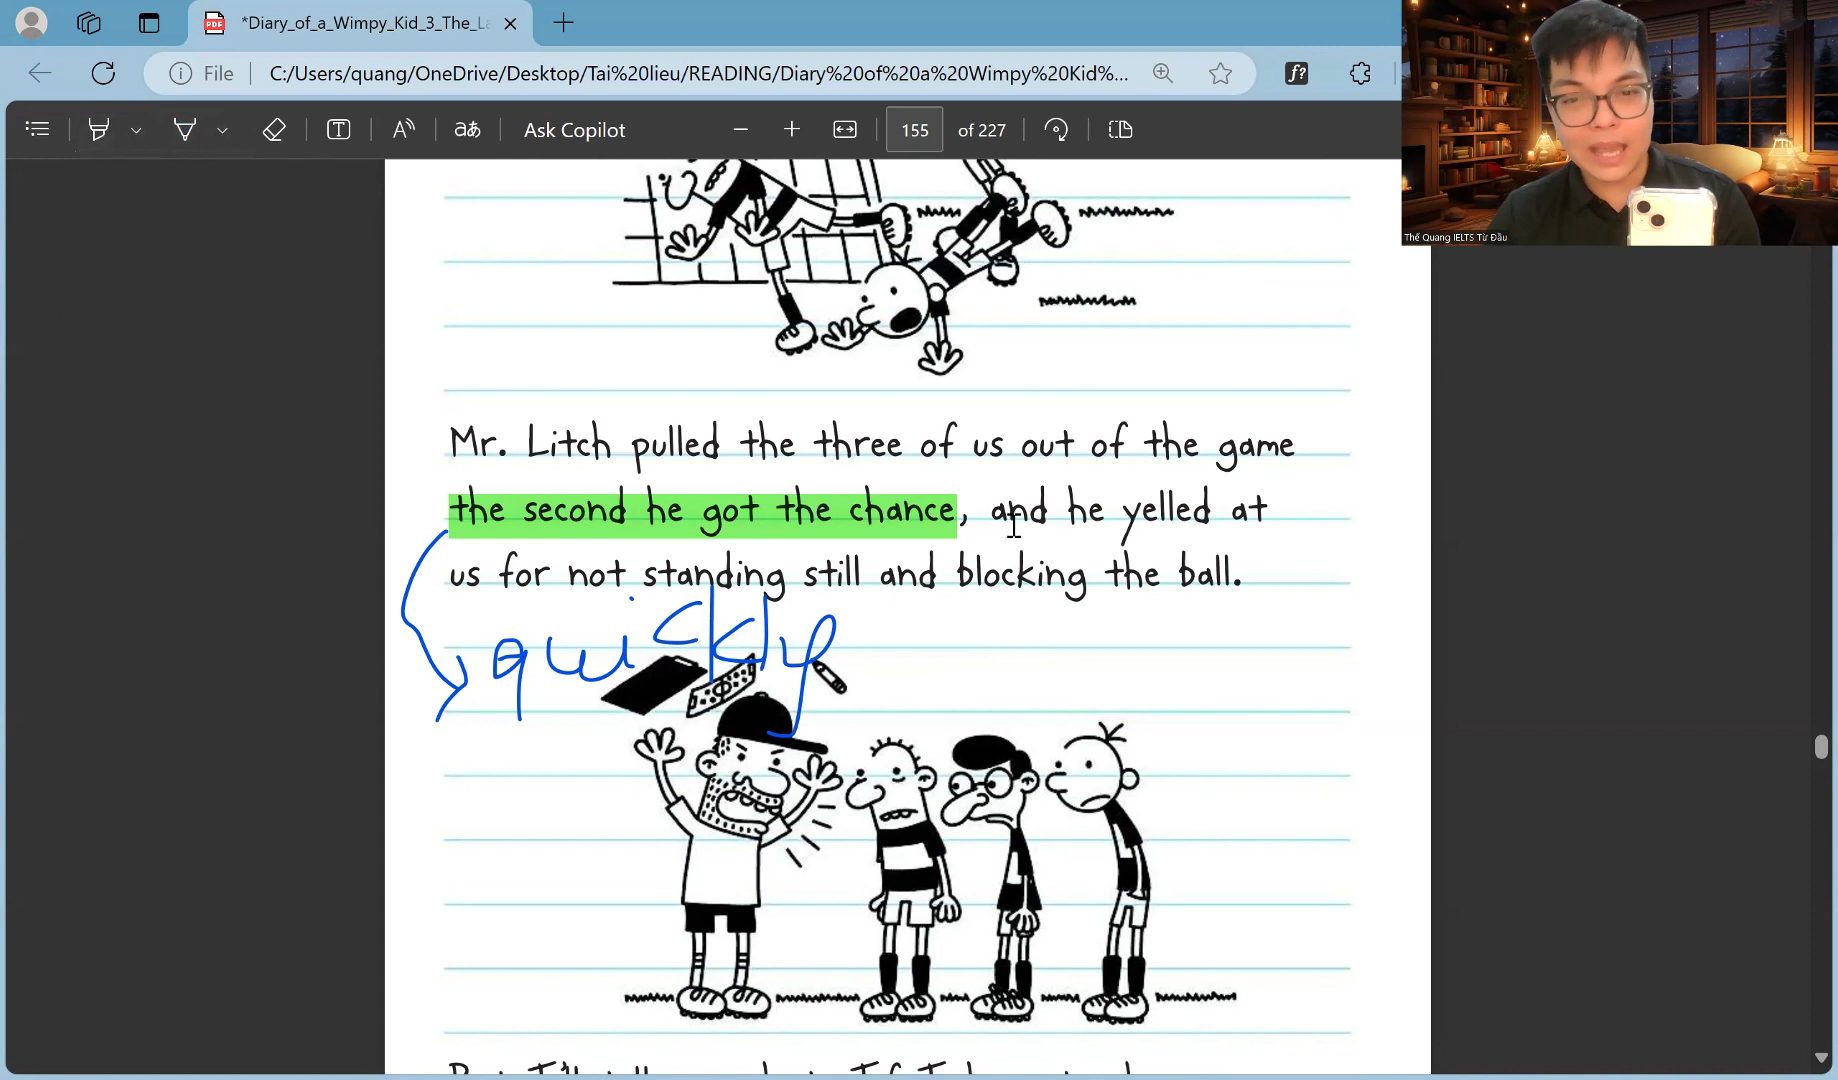 *Diary_of_a_Wimpy_Kid_3_The_La
File
C:/Users/quang/OneDrive/Desktop/Tai%20lieu/READING/Diary%20of%20a%20Wimpy%20Kid%...
Ask Copilot
155 of 227
Thế Quang IELTS Từ Đầu
Mr. Litch pulled the three of us out of the game
the second he got the chance, and he yelled at
us for not standing still and blocking the ball.
quickly